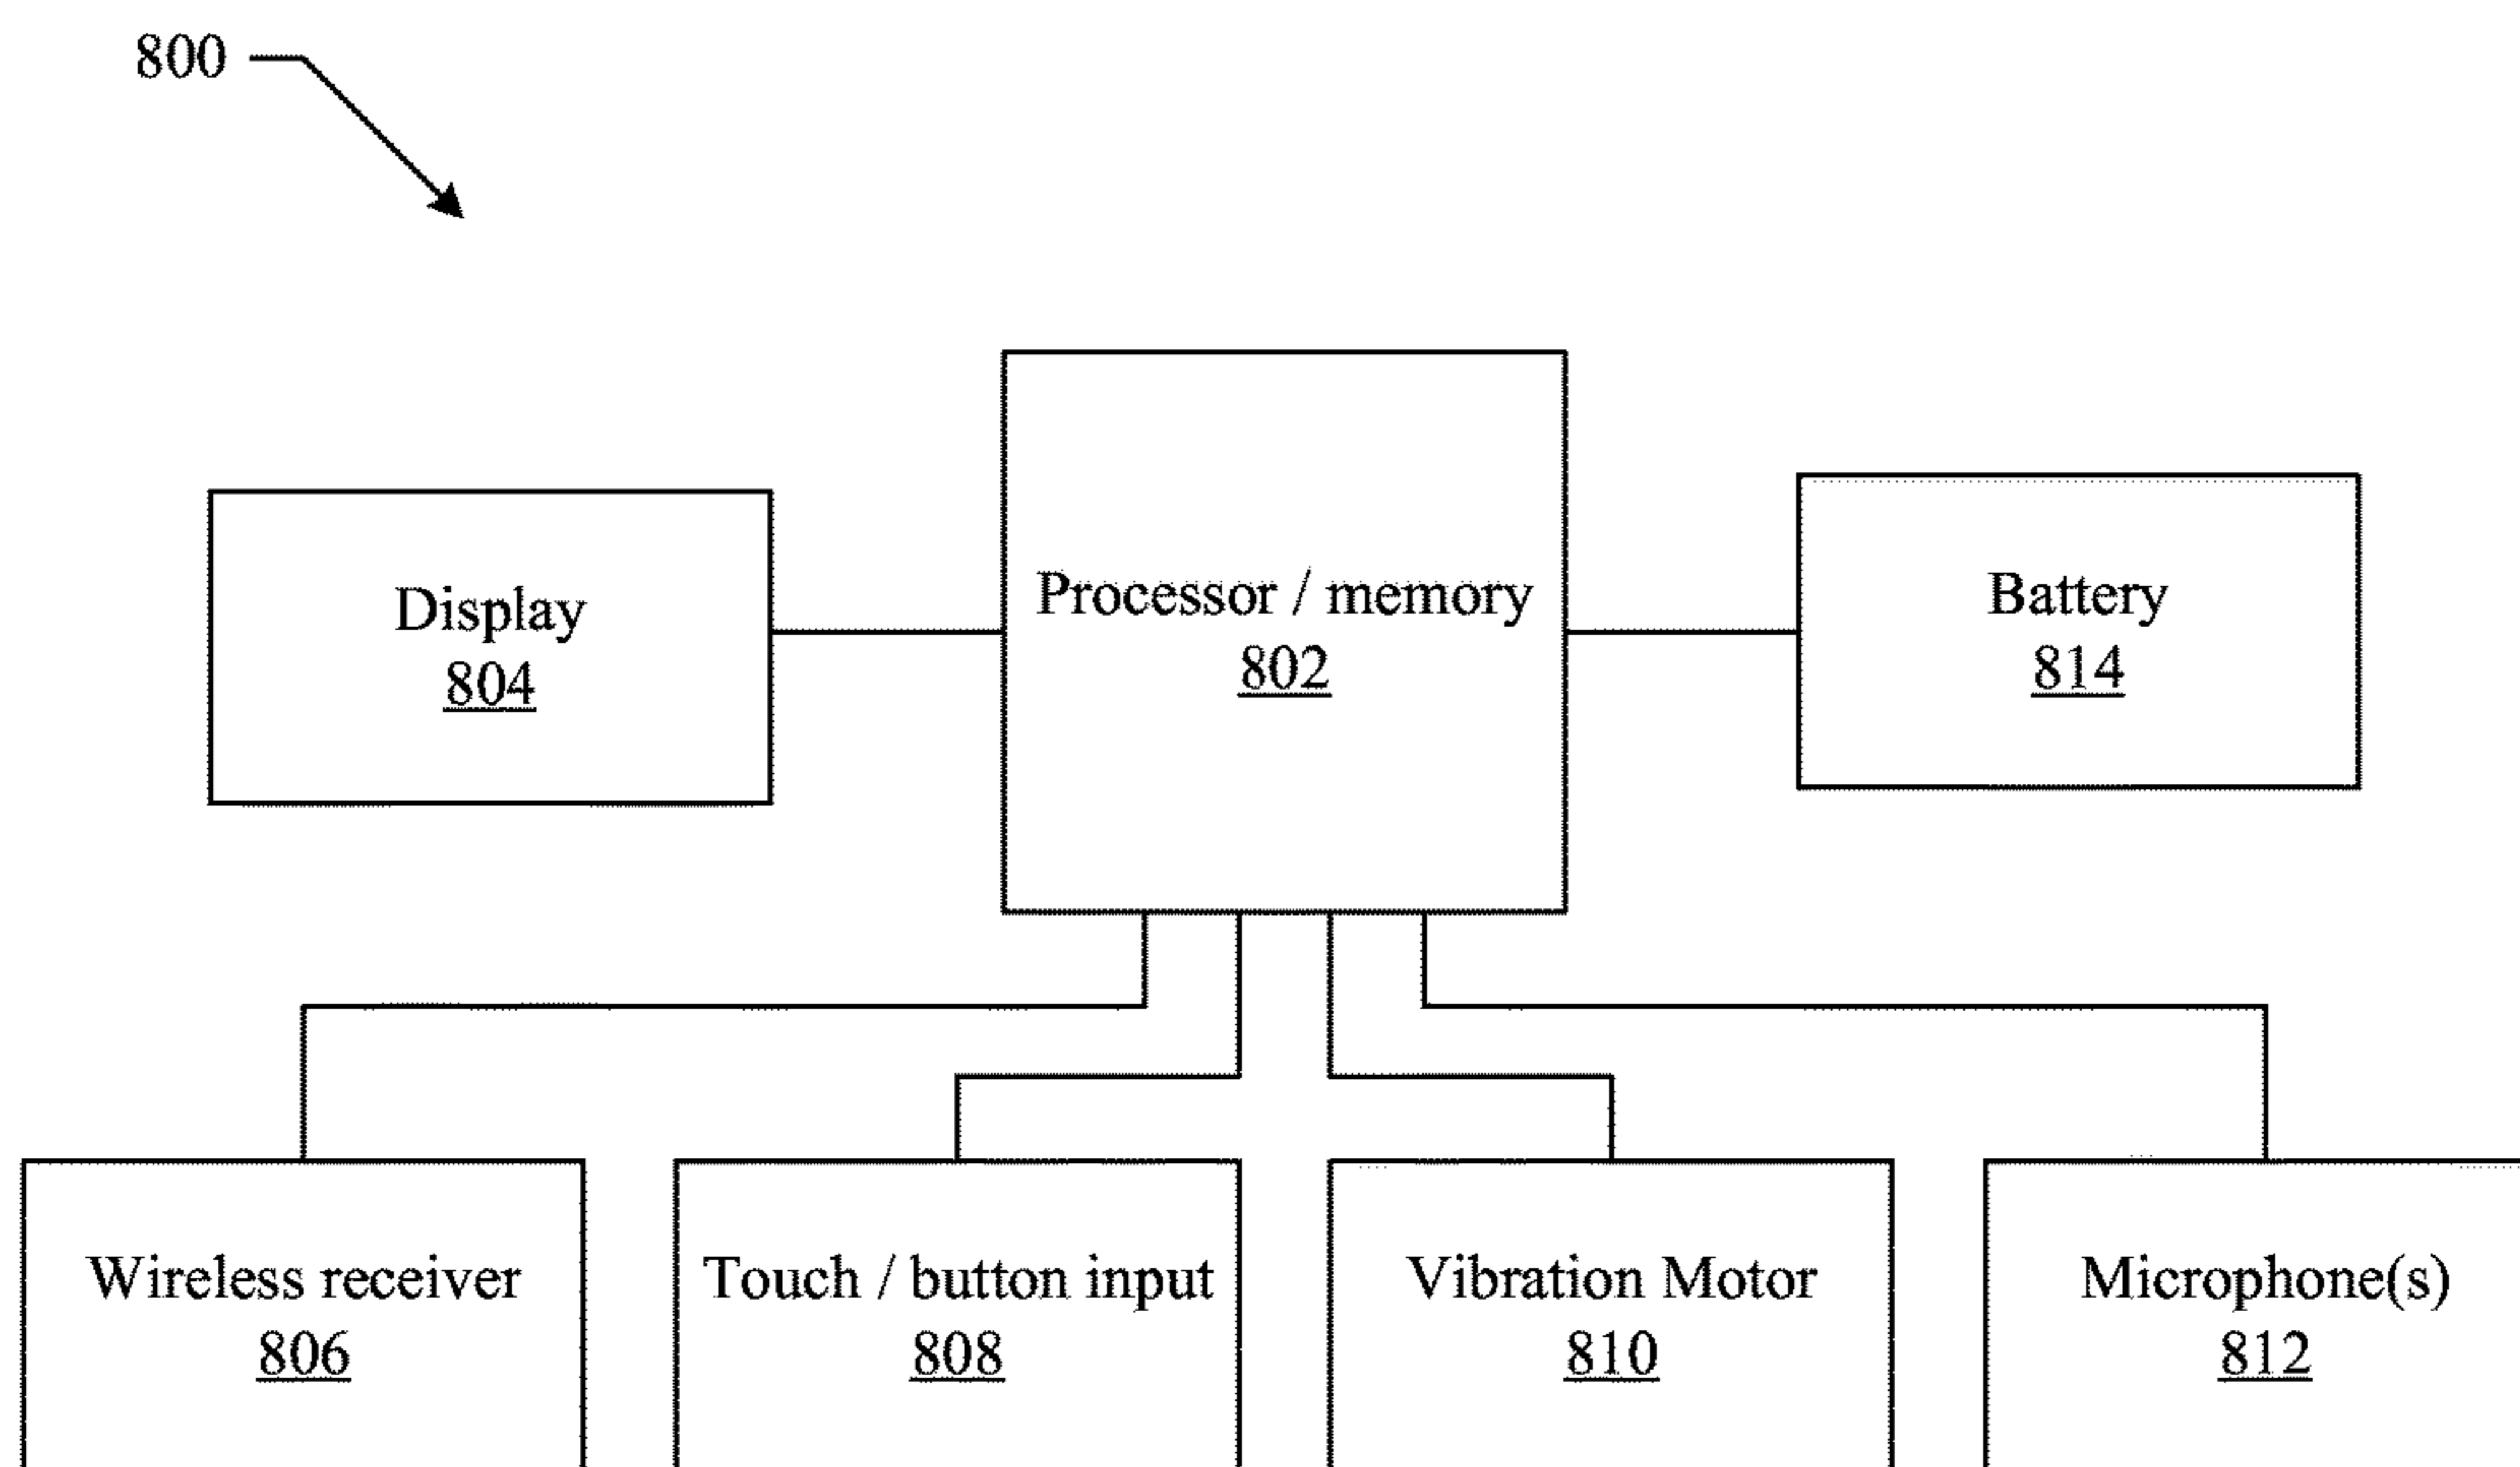 800
Processor / memory
802
Display
804
Battery
814
Wireless receiver
806
Touch / button input
808
Vibration Motor
810
Microphone(s)
812